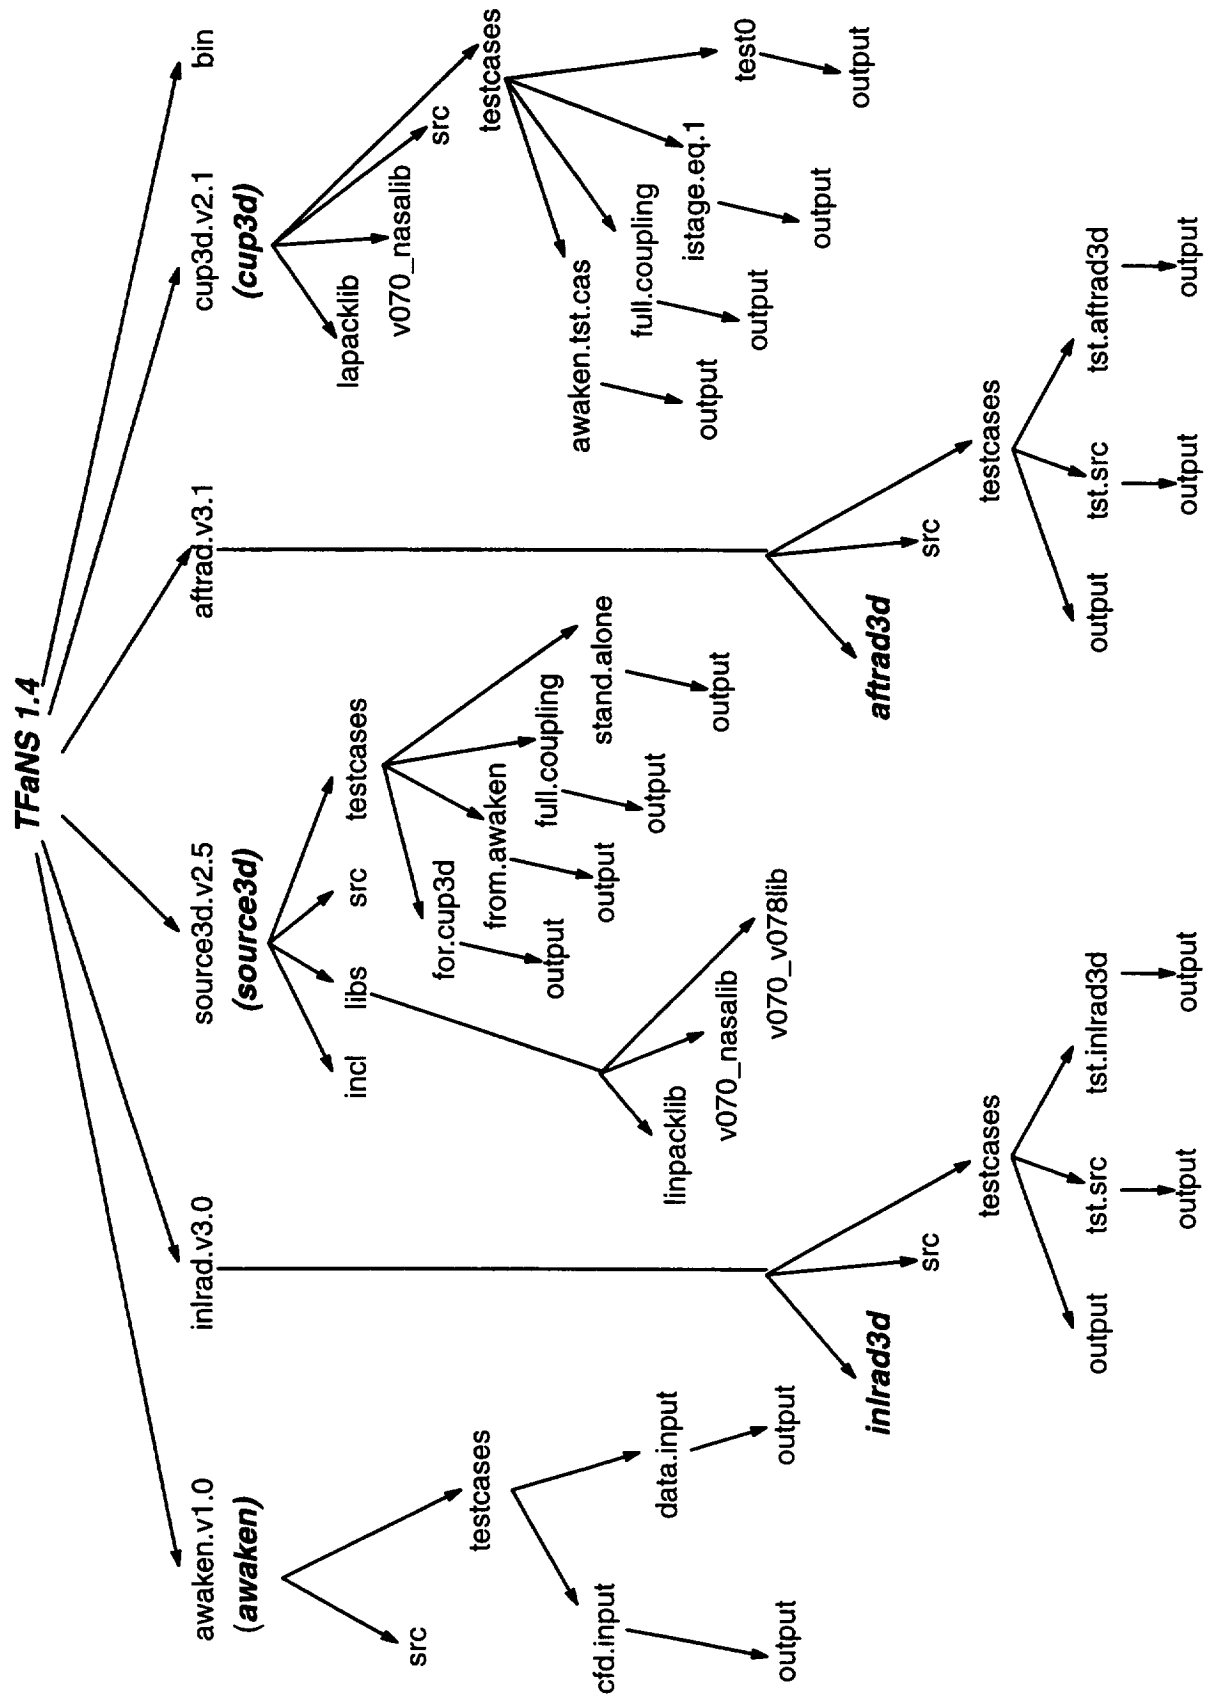 TFaNS 1.4
awaken.v1.0
(awaken)
src
testcases
cfd.input
output
data.input
output
inlrad.v3.0
inlrad3d
src
testcases
output
tst.src
output
tst.inlrad3d
output
source3d.v2.5
(source3d)
incl
libs
linpacklib
v070_nasalib
v070_v078lib
src
testcases
for.cup3d
output
from.awaken
output
full.coupling
output
stand.alone
output
aftrad.v3.1
aftrad3d
src
testcases
output
tst.src
output
tst.aftrad3d
output
cup3d.v2.1
(cup3d)
lapacklib
v070_nasalib
src
testcases
awaken.tst.cas
output
full.coupling
output
istage.eq.1
output
test0
output
bin